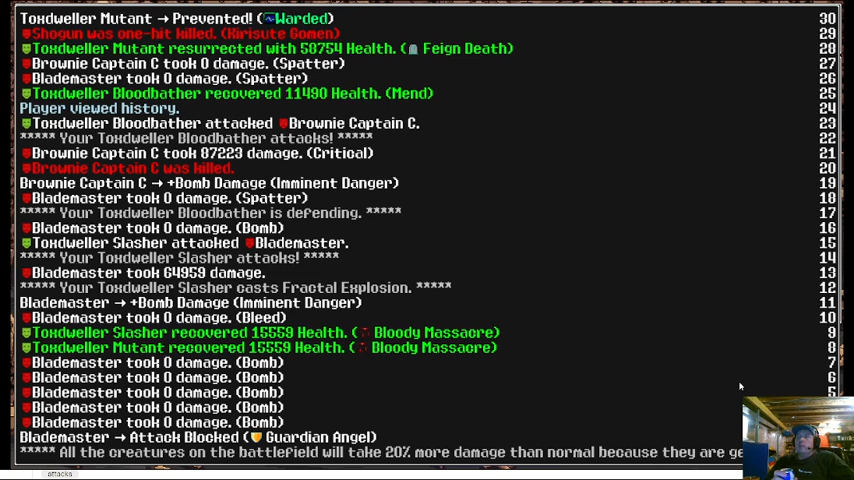 Toxdweller Mutant → Prevented! (Warded) 30
Shogun was one-hit killed. (Kirisute Gomen) 29
Toxdweller Mutant resurrected with 58754 Health. (Feign Death) 28
Brownie Captain C took 0 damage. (Spatter) 27
Blademaster took 0 damage. (Spatter) 26
Toxdweller Bloodbather recovered 11490 Health. (Mend) 25
Player viewed history. 24
Toxdweller Bloodbather attacked Brownie Captain C. 23
***** Your Toxdweller Bloodbather attacks! ***** 22
Brownie Captain C took 87223 damage. (Critical) 21
Brownie Captain C was killed. 20
Brownie Captain C → +Bomb Damage (Imminent Danger) 19
Blademaster took 0 damage. (Spatter) 18
***** Your Toxdweller Bloodbather is defending. ***** 17
Blademaster took 0 damage. (Bomb) 16
Toxdweller Slasher attacked Blademaster. 15
***** Your Toxdweller Slasher attacks! ***** 14
Blademaster took 64959 damage. 13
***** Your Toxdweller Slasher casts Fractal Explosion. ***** 12
Blademaster → +Bomb Damage (Imminent Danger) 11
Blademaster took 0 damage. (Bleed) 10
Toxdweller Slasher recovered 15559 Health. (Bloody Massacre) 9
Toxdweller Mutant recovered 15559 Health. (Bloody Massacre) 8
Blademaster took 0 damage. (Bomb) 7
Blademaster took 0 damage. (Bomb) 6
Blademaster took 0 damage. (Bomb) 5
Blademaster took 0 damage. (Bomb)
Blademaster took 0 damage. (Bomb)
Blademaster → Attack Blocked (Guardian Angel)
***** All the creatures on the battlefield will take 20% more damage than normal because they are ge
attacks